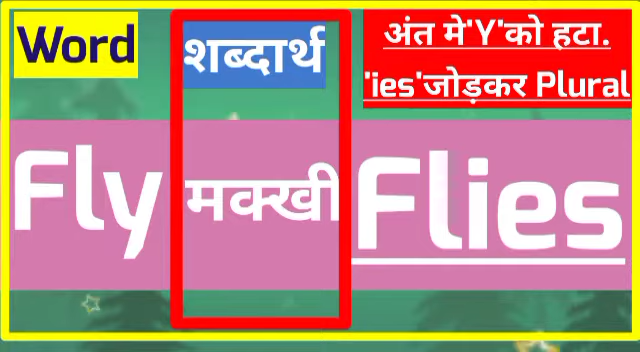 Word
शब्दार्थ
अंत मे'Y'को हटा.
'ies'जोड़कर Plural
Fly
मक्खी
Flies